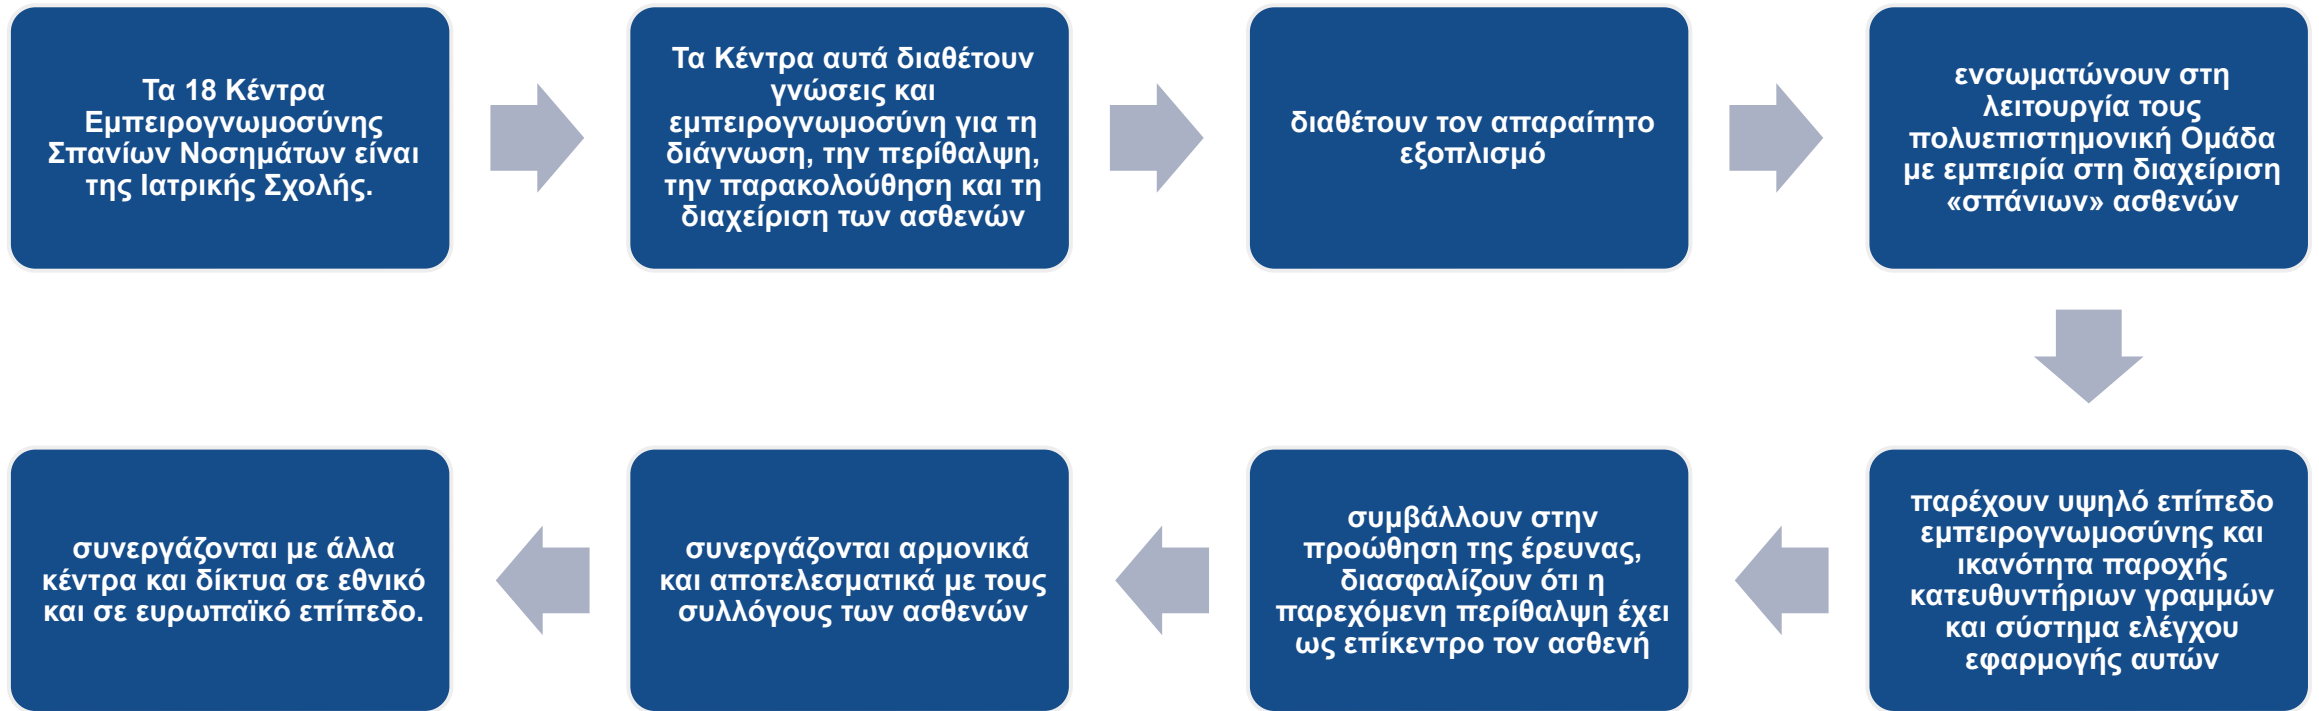 Τα 18 Κέντρα
Εμπειρογνωμοσύνης
Σπανίων Νοσημάτων είναι
της Ιατρικής Σχολής.
Τα Κέντρα αυτά διαθέτουν
γνώσεις και
εμπειρογνωμοσύνη για τη
διάγνωση, την περίθαλψη,
την παρακολούθηση και τη
διαχείριση των ασθενών
διαθέτουν τον απαραίτητο
εξοπλισμό
ενσωματώνουν στη
λειτουργία τους
πολυεπιστημονική Ομάδα
με εμπειρία στη διαχείριση
«σπάνιων» ασθενών
παρέχουν υψηλό επίπεδο
εμπειρογνωμοσύνης και
ικανότητα παροχής
κατευθυντήριων γραμμών
και σύστημα ελέγχου
εφαρμογής αυτών
συμβάλλουν στην
προώθηση της έρευνας,
διασφαλίζουν ότι η
παρεχόμενη περίθαλψη έχει
ως επίκεντρο τον ασθενή
συνεργάζονται αρμονικά
και αποτελεσματικά με τους
συλλόγους των ασθενών
συνεργάζονται με άλλα
κέντρα και δίκτυα σε εθνικό
και σε ευρωπαϊκό επίπεδο.